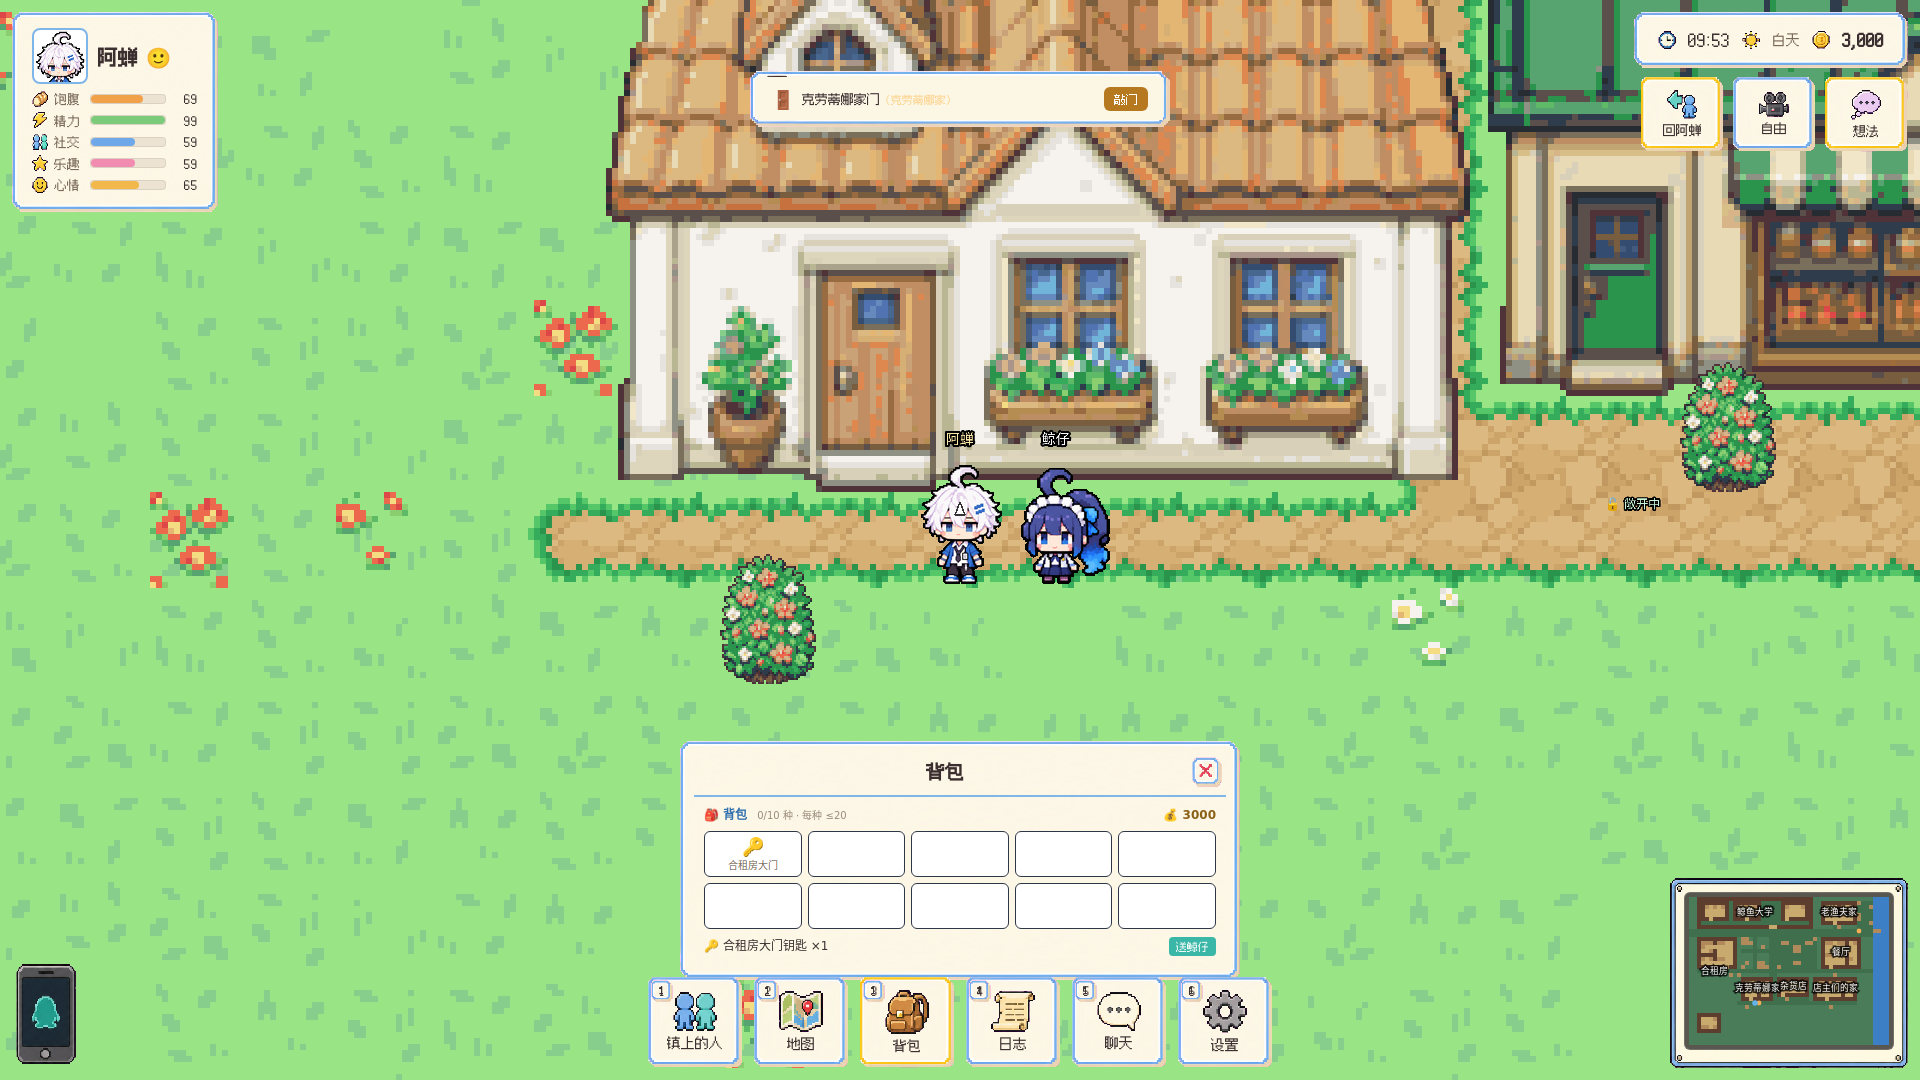 阿蝉
饱腹 69
精力 99
社交 59
乐趣 59
心情 65
克劳蒂娜家门 (克劳蒂娜家) 敲门
09:53 白天 3,000
回阿蝉
自由
想法
阿蝉
鲸仔
敞开中
背包
背包 0/10 种 · 每种 ≤20 3000
合租房大门
合租房大门钥匙 ×1 送鲸仔
1 镇上的人
2 地图
3 背包
4 日志
5 聊天
6 设置
鲸鱼大学
老渔夫家
餐厅
合租房
克劳蒂娜家
杂货店
店主们的家